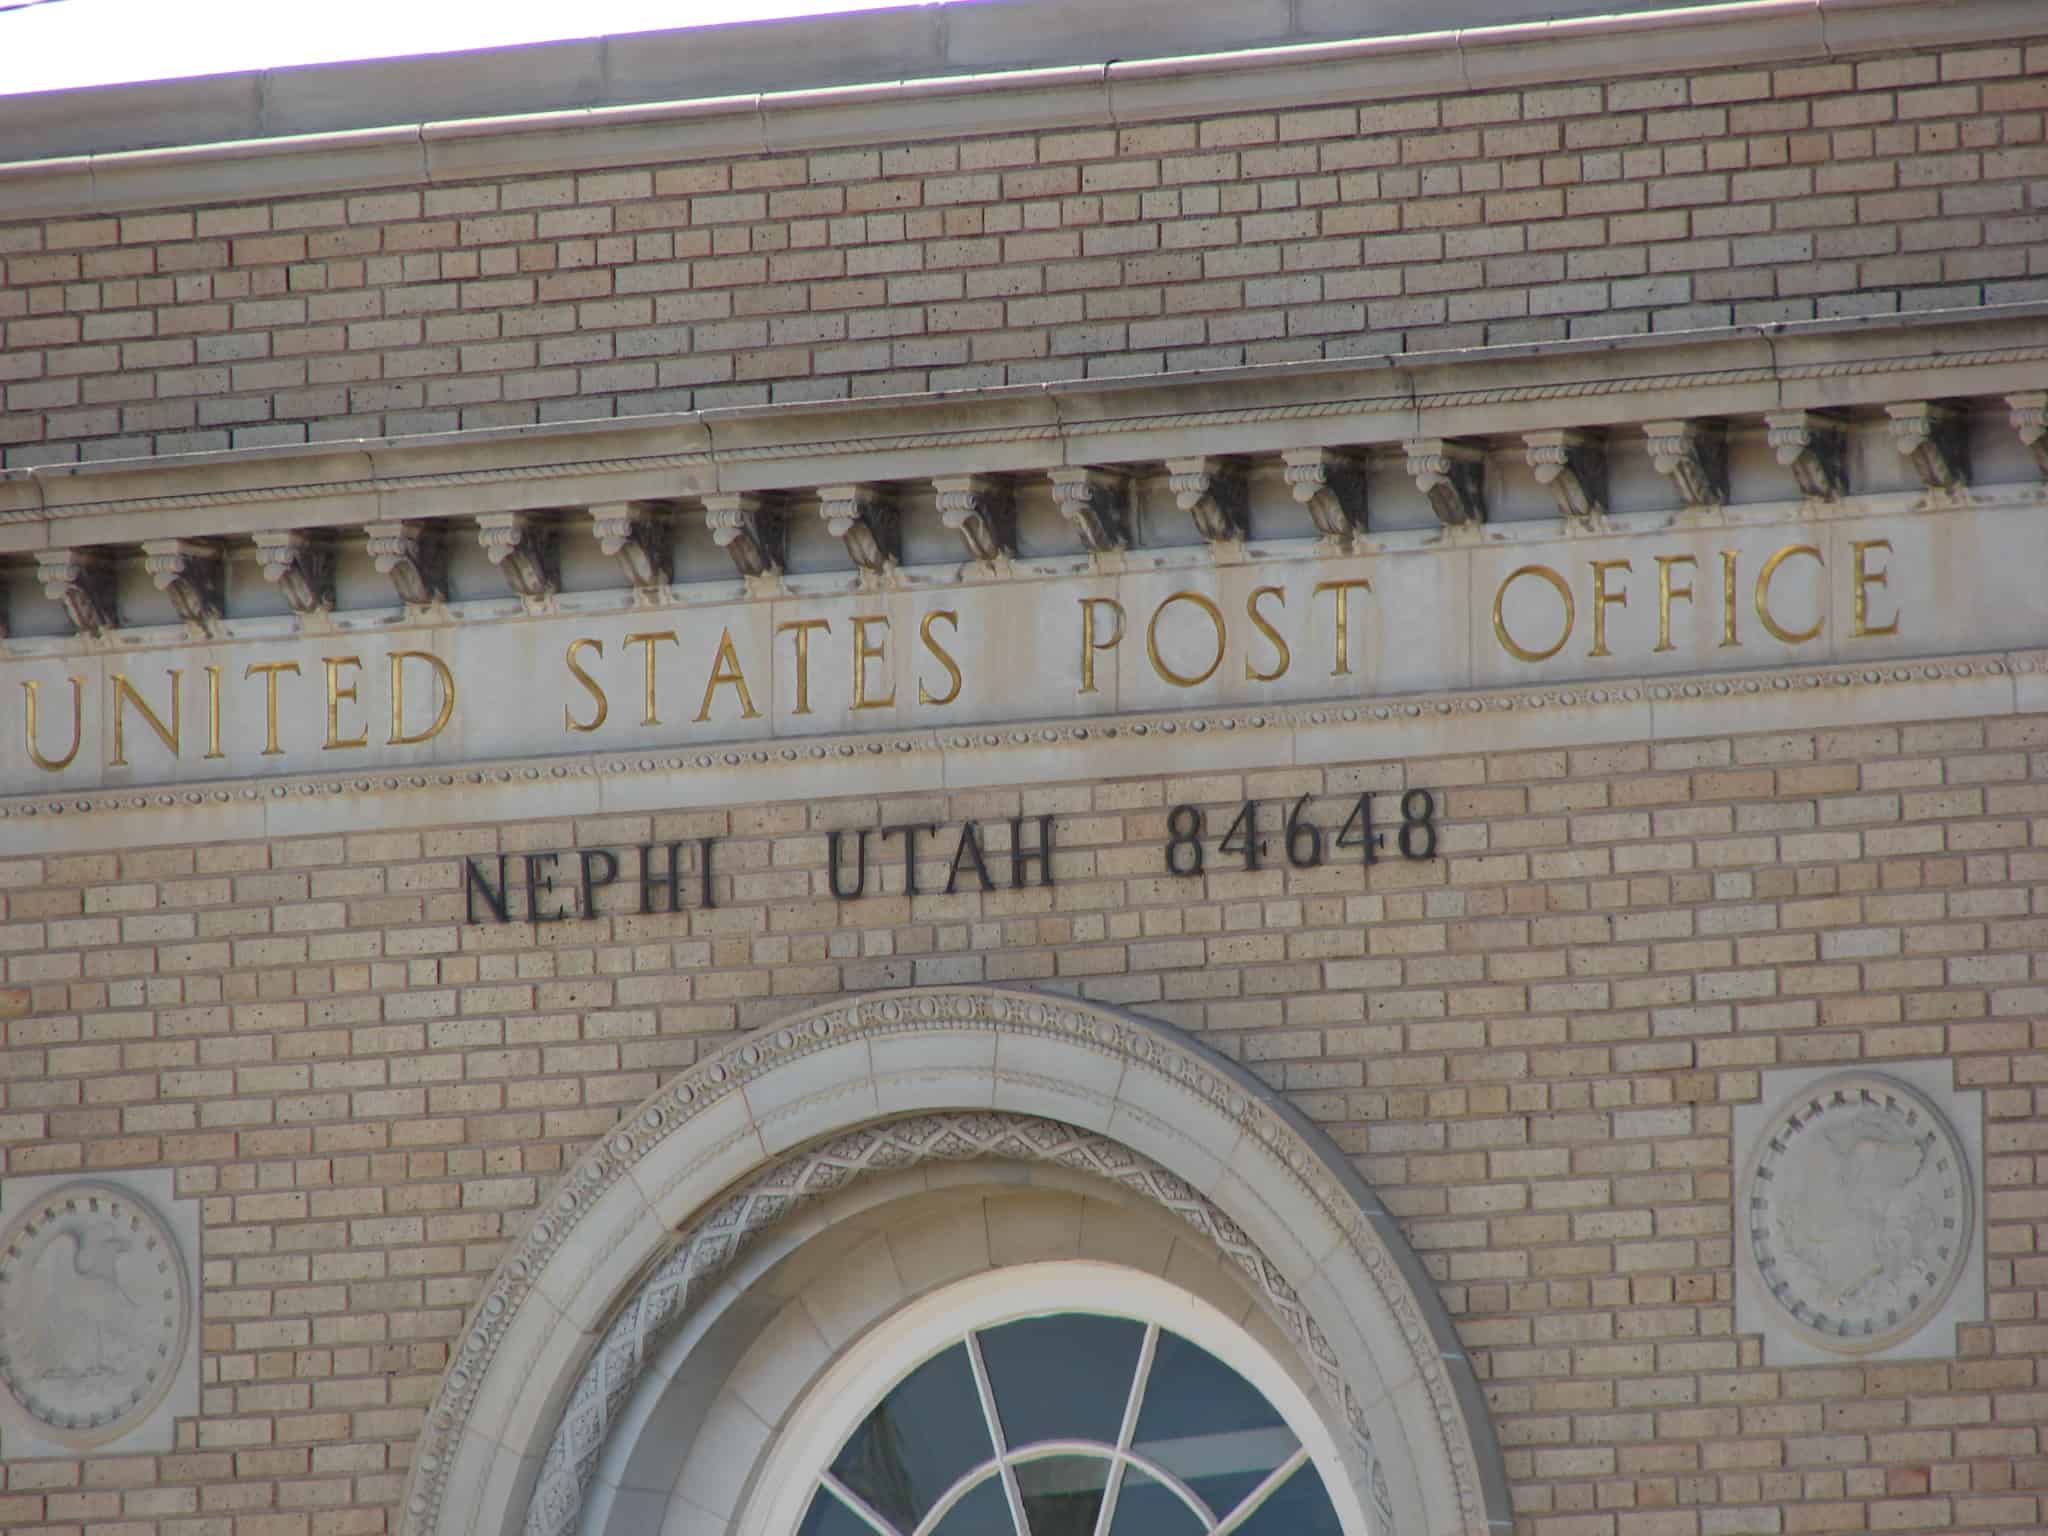 UNITED STATES POST OFFICE
NEPHI UTAH 84648